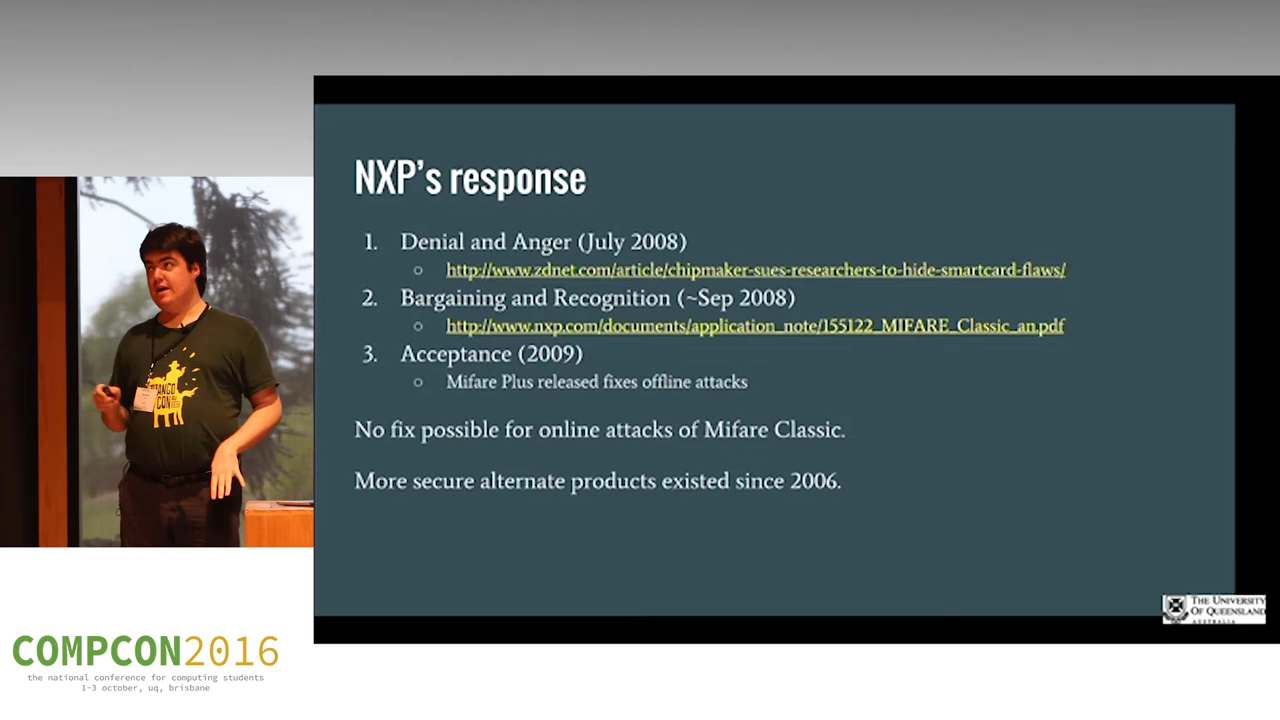 NXP's response
1. Denial and Anger (July 2008)
○ http://www.zdnet.com/article/chipmaker-sues-researchers-to-hide-smartcard-flaws/
2. Bargaining and Recognition (~Sep 2008)
○ http://www.nxp.com/documents/application_note/155122_MIFARE_Classic_an.pdf
3. Acceptance (2009)
○ Mifare Plus released fixes offline attacks
No fix possible for online attacks of Mifare Classic.
More secure alternate products existed since 2006.
ANGO
CON
THE UNIVERSITY
OF QUEENSLAND
AUSTRALIA
COMPCON2016
the national conference for computing students
1-3 october, uq, brisbane